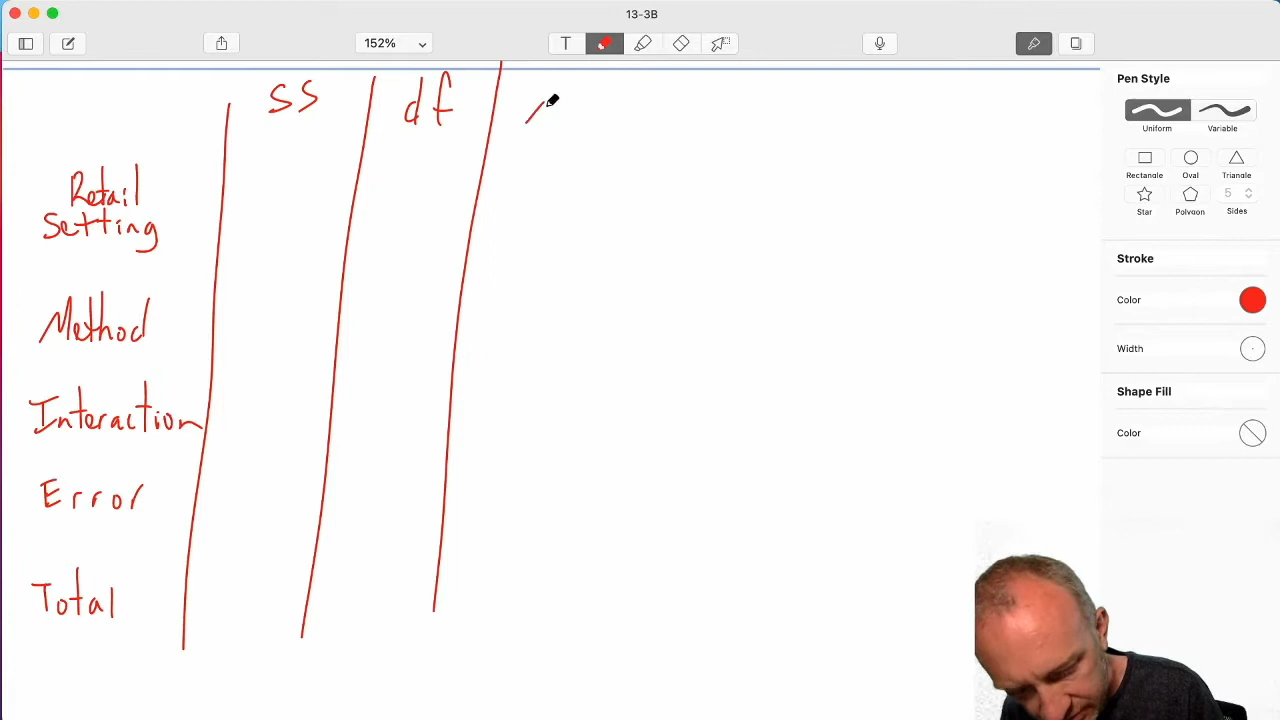 13-3B
152%
T
Pen Style
Uniform
Variable
Rectangle
Oval
Triangle
Star
Polygon
5
Sides
Stroke
Color
Width
Shape Fill
Color
SS
df
Retail
Setting
Method
Interaction
Error
Total